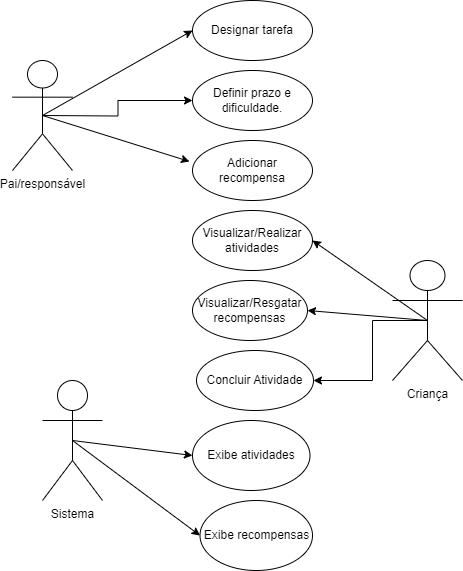 Designar tarefa
Definir prazo e
dificuldade.
Pai/responsável
Adicionar
recompensa
Visualizar/Realizar
atividades
Visualizar/Resgatar
recompensas
Concluir Atividade
Criança
Exibe atividades
Sistema
Exibe recompensas